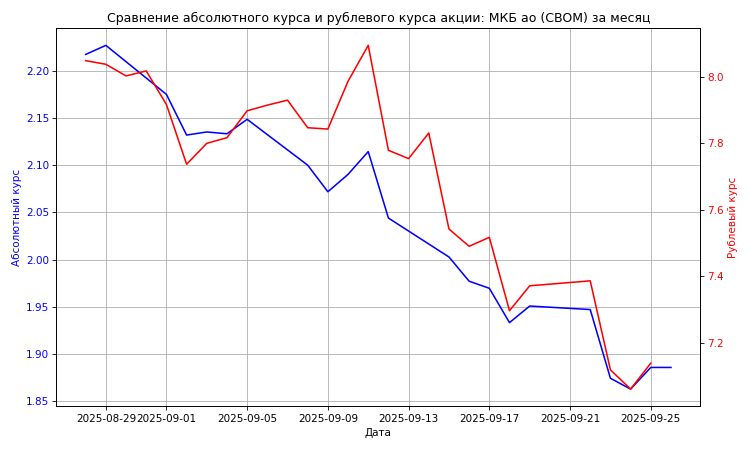 Сравнение абсолютного курса и рублевого курса акции: МКБ ао (CBOM) за месяц
Абсолютный курс
2.20
2.15
2.10
2.05
2.00
1.95
1.90
1.85
8.0
7.8
7.6
7.4
7.2
Рублевый курс
2025-08-29 2025-09-01 2025-09-05 2025-09-09 2025-09-13 2025-09-17 2025-09-21 2025-09-25
Дата